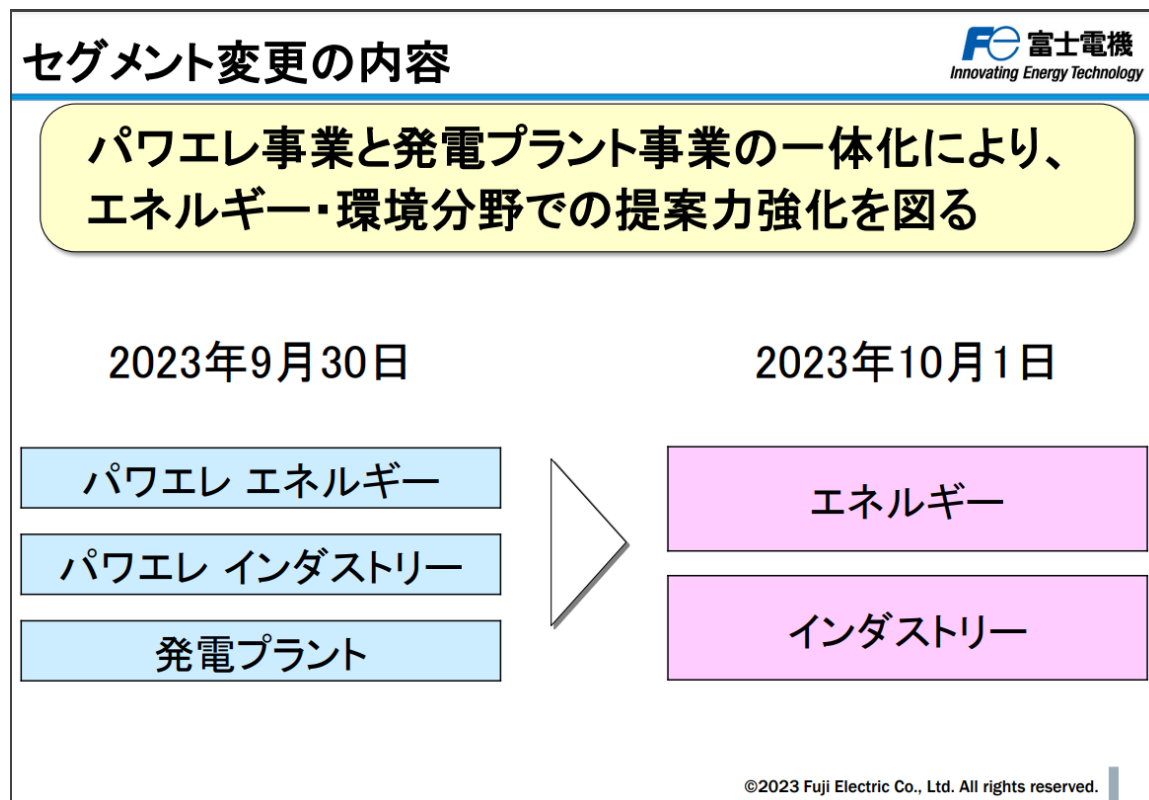 セグメント変更の内容
Fe 富士電機
Innovating Energy Technology
パワエレ事業と発電プラント事業の一体化により、
エネルギー・環境分野での提案力強化を図る
2023年9月30日
2023年10月1日
パワエレ エネルギー
パワエレ インダストリー
発電プラント
エネルギー
インダストリー
©2023 Fuji Electric Co., Ltd. All rights reserved.